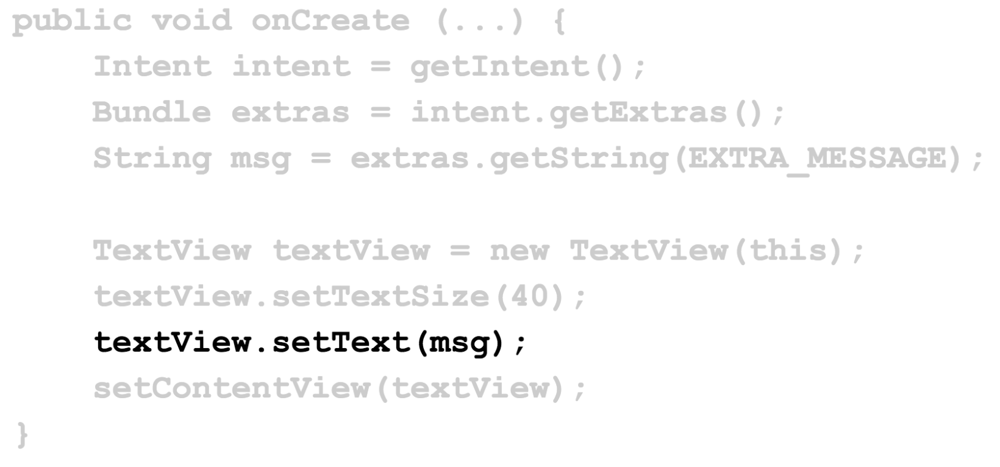 public void onCreate (...) {
    Intent intent = getIntent();
    Bundle extras = intent.getExtras();
    String msg = extras.getString(EXTRA_MESSAGE);

    TextView textView = new TextView(this);
    textView.setTextSize(40);
    textView.setText(msg);
    setContentView(textView);
}